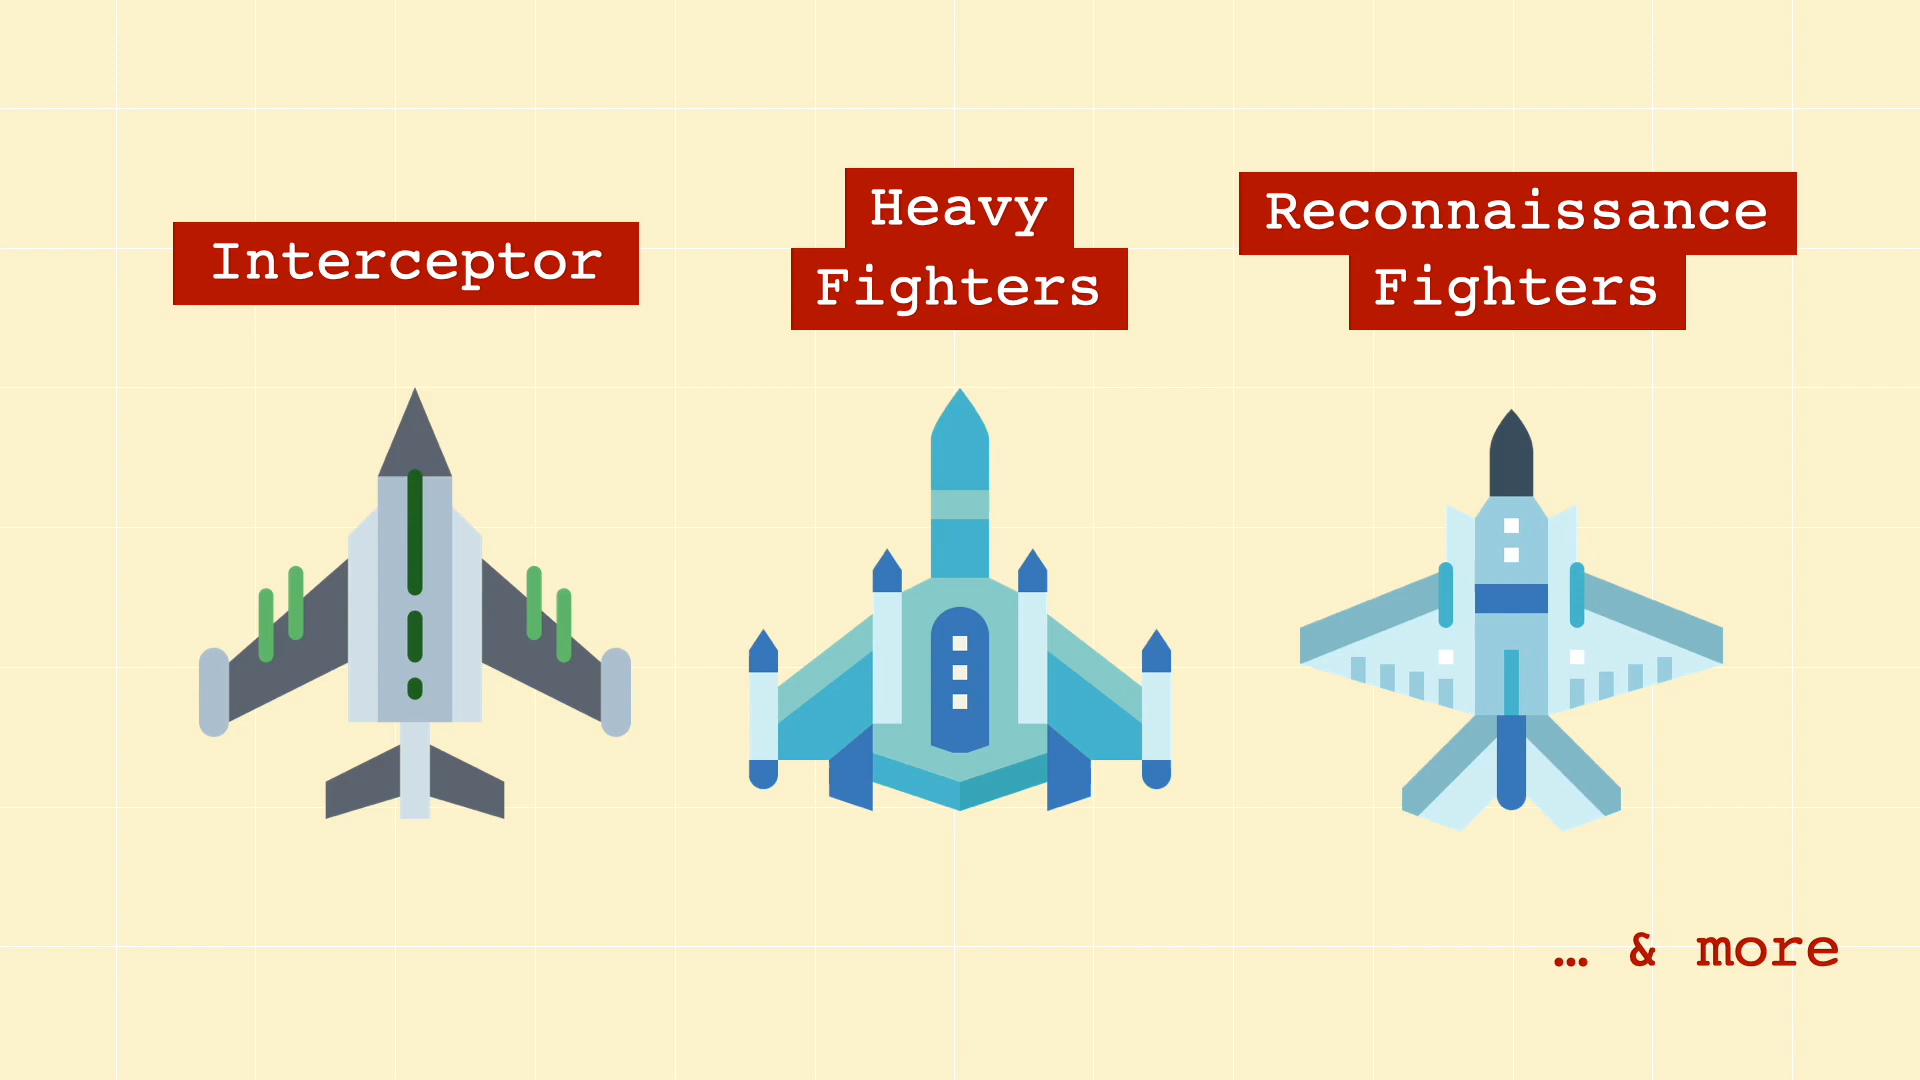 Interceptor
Heavy
Fighters
Reconnaissance
Fighters
… & more